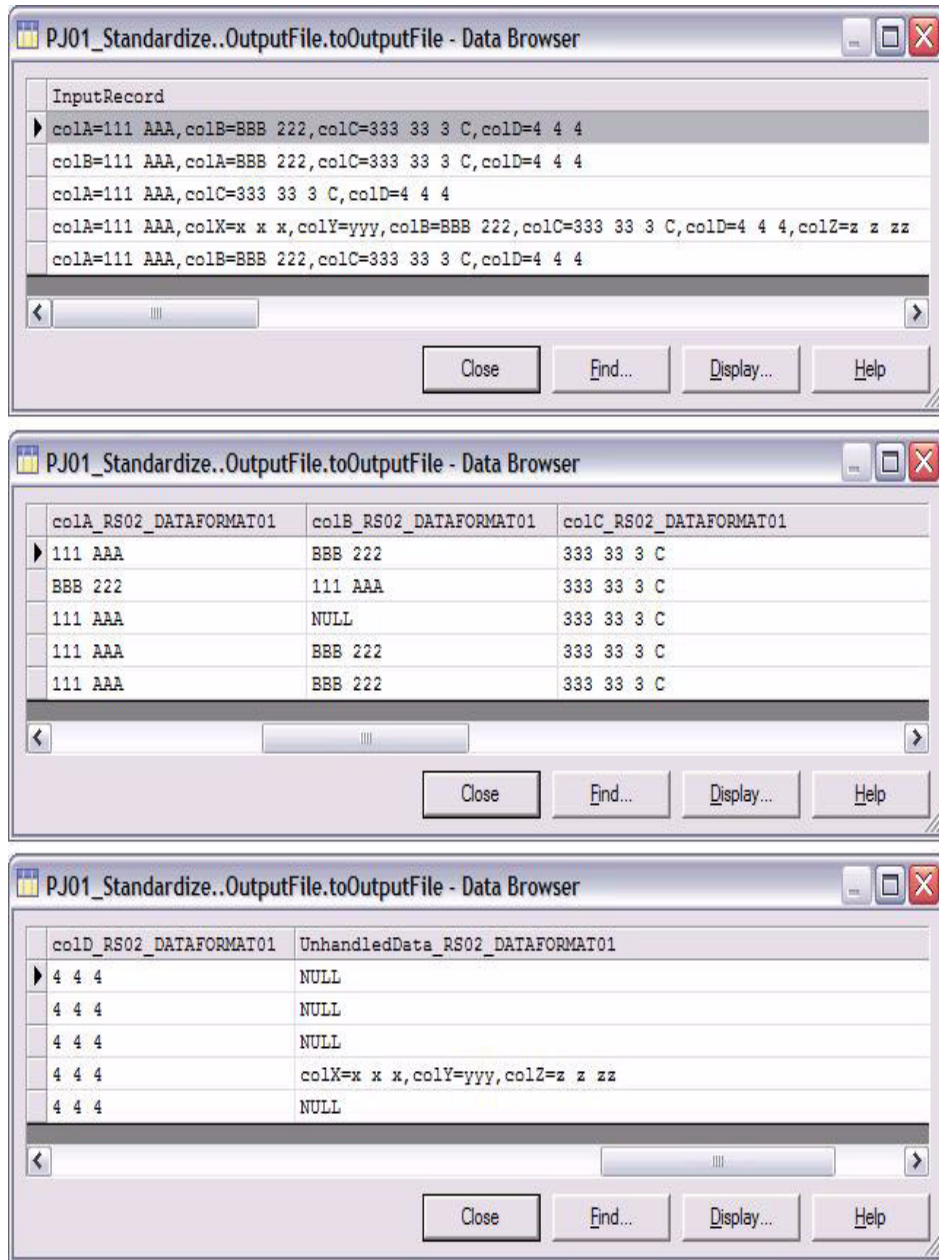 PJ01_Standardize..OutputFile.toOutputFile - Data Browser
InputRecord
colA=111 AAA,colB=BBB 222,colC=333 33 3 C,colD=4 4 4
colB=111 AAA,colA=BBB 222,colC=333 33 3 C,colD=4 4 4
colA=111 AAA,colC=333 33 3 C,colD=4 4 4
colA=111 AAA,colX=x x x,colY=yyy,colB=BBB 222,colC=333 33 3 C,colD=4 4 4,colZ=z z zz
colA=111 AAA,colB=BBB 222,colC=333 33 3 C,colD=4 4 4
Close Find... Display... Help
PJ01_Standardize..OutputFile.toOutputFile - Data Browser
colA_RS02_DATAFORMAT01 colB_RS02_DATAFORMAT01 colC_RS02_DATAFORMAT01
111 AAA BBB 222 333 33 3 C
BBB 222 111 AAA 333 33 3 C
111 AAA NULL 333 33 3 C
111 AAA BBB 222 333 33 3 C
111 AAA BBB 222 333 33 3 C
Close Find... Display... Help
PJ01_Standardize..OutputFile.toOutputFile - Data Browser
colD_RS02_DATAFORMAT01 UnhandledData_RS02_DATAFORMAT01
4 4 4 NULL
4 4 4 NULL
4 4 4 NULL
4 4 4 colX=x x x,colY=yyy,colZ=z z zz
4 4 4 NULL
Close Find... Display... Help